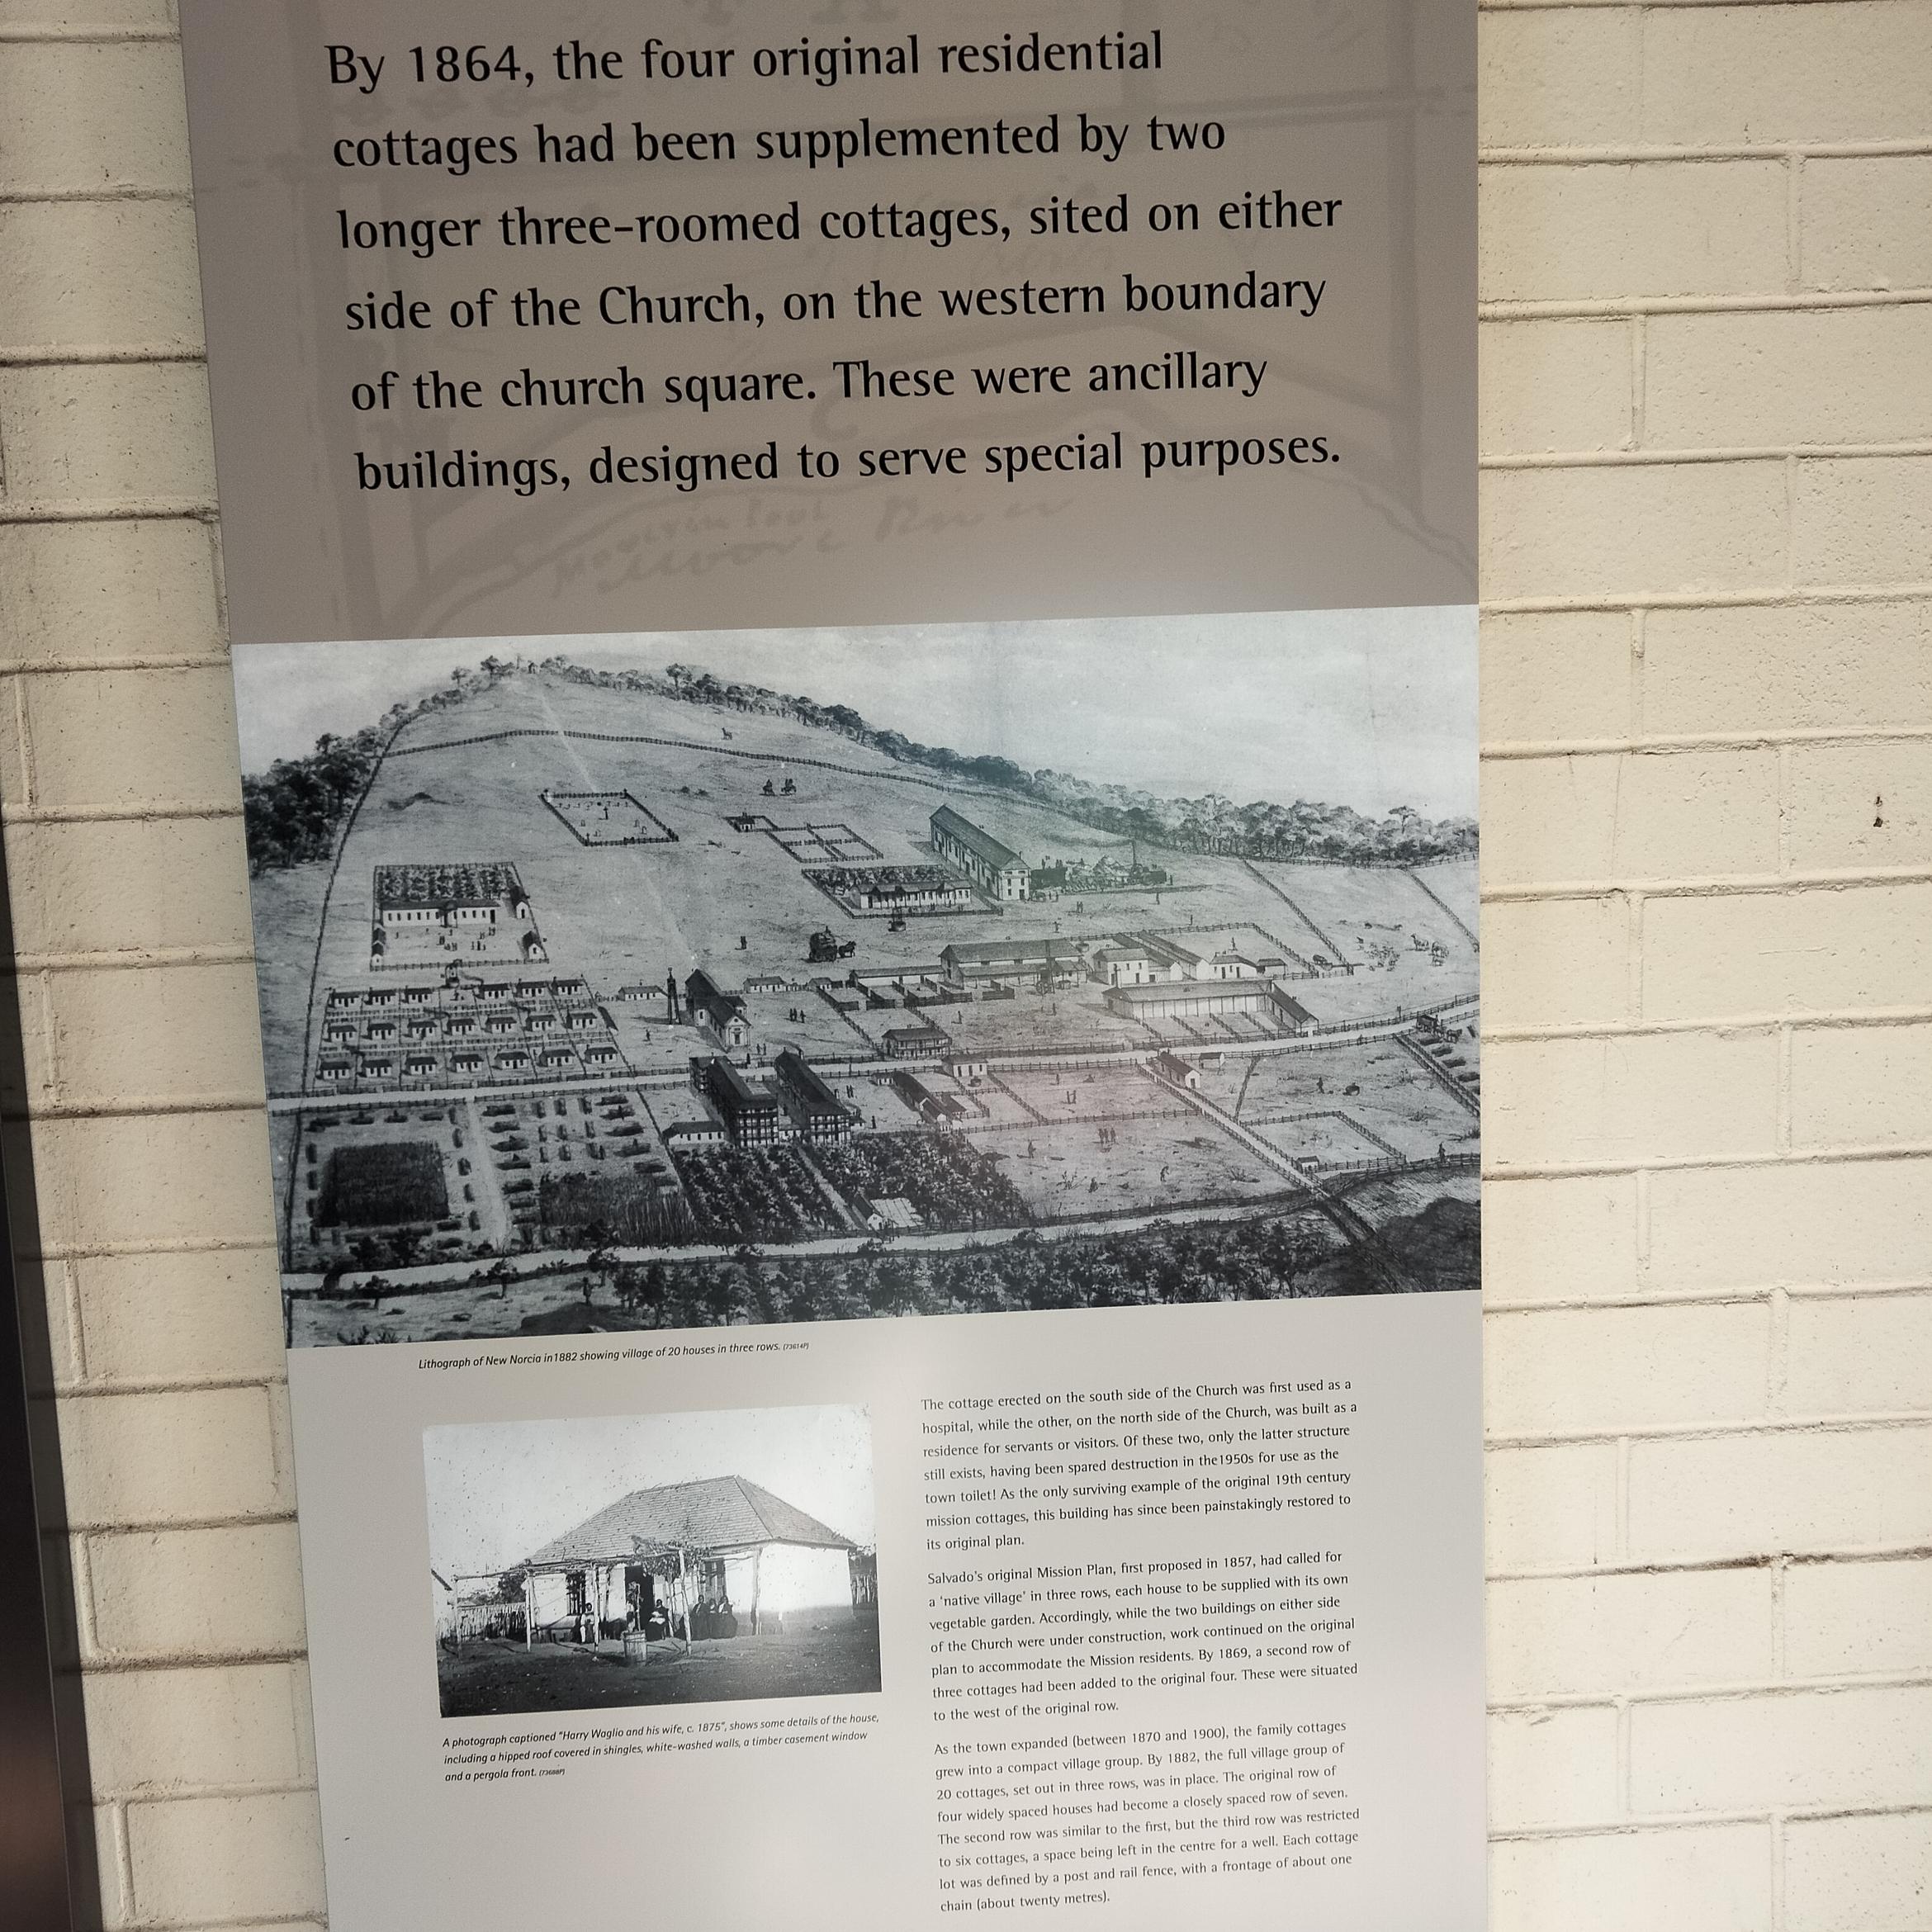 By 1864, the four original residential
cottages had been supplemented by two
longer three-roomed cottages, sited on either
side of the Church, on the western boundary
of the church square. These were ancillary
buildings, designed to serve special purposes.
Lithograph of New Norcia in1882 showing village of 20 houses in three rows. (73614P)
A photograph captioned "Harry Waglio and his wife, c. 1875", shows some details of the house,
including a hipped roof covered in shingles, white-washed walls, a timber casement window
and a pergola front.
The cottage erected on the south side of the Church was first used as a
hospital, while the other, on the north side of the Church, was built as a
residence for servants or visitors. Of these two, only the latter structure
still exists, having been spared destruction in the1950s for use as the
town toilet! As the only surviving example of the original 19th century
mission cottages, this building has since been painstakingly restored to
its original plan.
Salvado's original Mission Plan, first proposed in 1857, had called for
a 'native village' in three rows, each house to be supplied with its own
vegetable garden. Accordingly, while the two buildings on either side
of the Church were under construction, work continued on the original
plan to accommodate the Mission residents. By 1869, a second row of
three cottages had been added to the original four. These were situated
to the west of the original row.
As the town expanded (between 1870 and 1900), the family cottages
grew into a compact village group. By 1882, the full village group of
20 cottages, set out in three rows, was in place. The original row of
four widely spaced houses had become a closely spaced row of seven.
The second row was similar to the first, but the third row was restricted
to six cottages, a space being left in the centre for a well. Each cottage
lot was defined by a post and rail fence, with a frontage of about one
chain (about twenty metres).